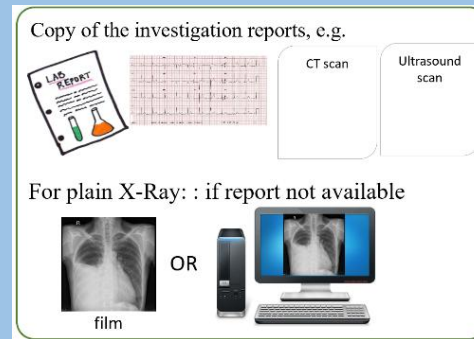 Copy of the investigation reports, e.g.
LAB
REPORT
CT scan
Ultrasound
scan
For plain X-Ray: : if report not available
OR
film